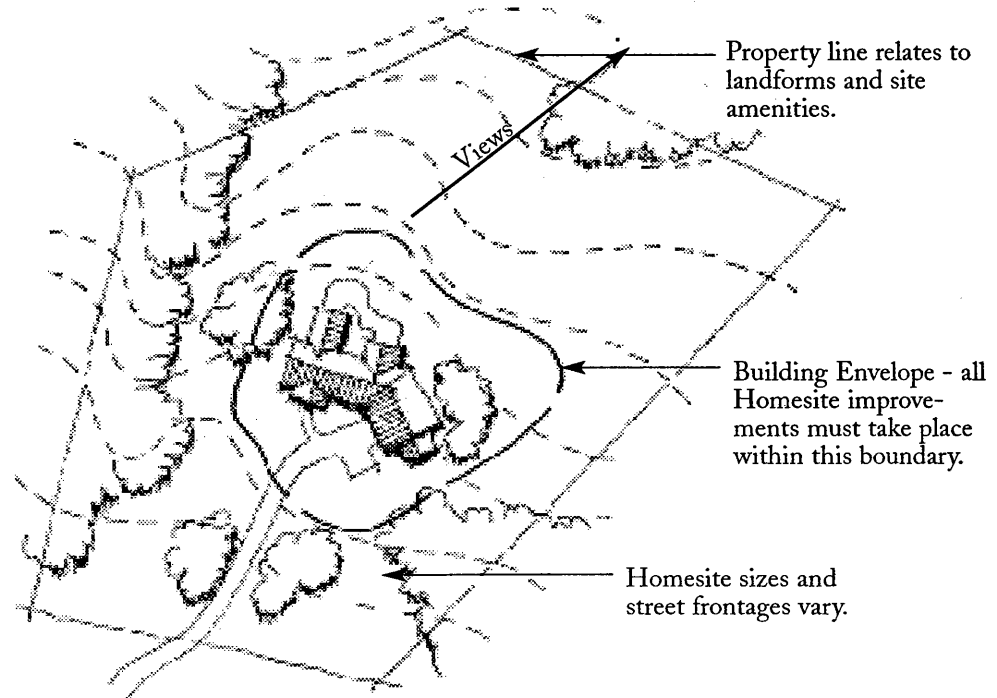 Property line relates to
landforms and site
amenities.
Views
Building Envelope - all
Homesite improve-
ments must take place
within this boundary.
Homesite sizes and
street frontages vary.